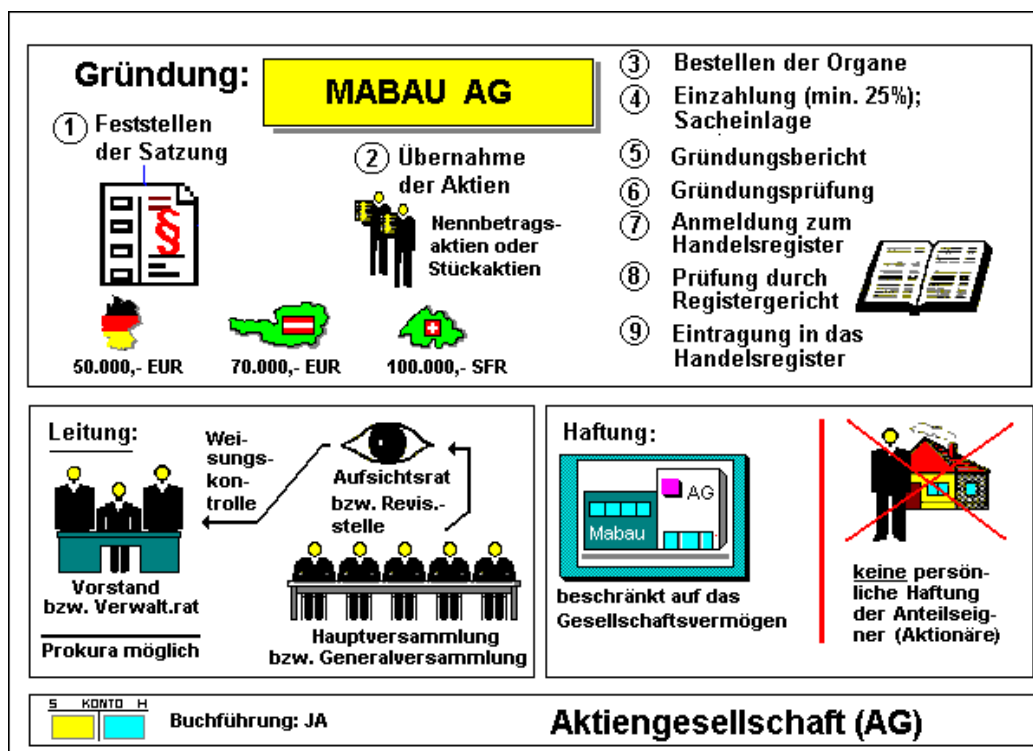 Gründung:
MABAU AG
1 Feststellen
der Satzung
§
2 Übernahme
der Aktien
Nennbetrags-
aktien oder
Stückaktien
50.000,- EUR
70.000,- EUR
100.000,- SFR
3 Bestellen der Organe
4 Einzahlung (min. 25%);
Sacheinlage
5 Gründungsbericht
6 Gründungsprüfung
7 Anmeldung zum
Handelsregister
8 Prüfung durch
Registergericht
9 Eintragung in das
Handelsregister
Leitung:
Wei-
sungs-
kon-
trolle
Aufsichtsrat
bzw. Revis.-
stelle
Vorstand
bzw. Verwalt.rat
Prokura möglich
Hauptversammlung
bzw. Generalversammlung
Haftung:
AG
Mabau
beschränkt auf das
Gesellschaftsvermögen
keine persön-
liche Haftung
der Anteilseig-
ner (Aktionäre)
S KONTO H
Buchführung: JA
Aktiengesellschaft (AG)